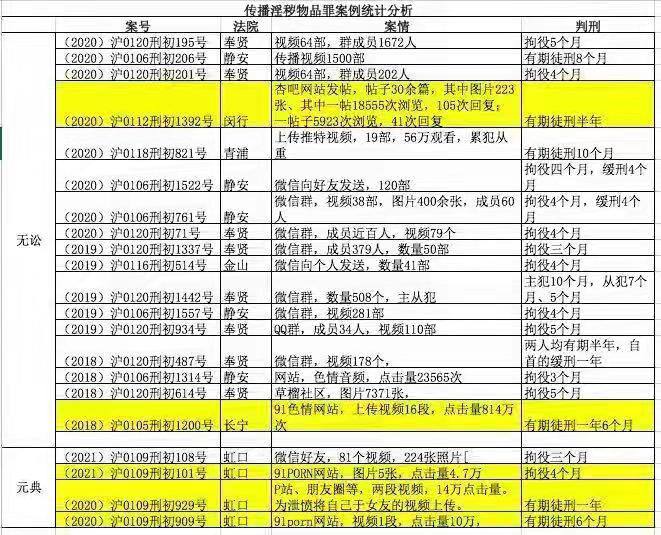 传播淫秽物品罪案例统计分析
案号 法院 案情 判刑
（2020）沪0120刑初195号 奉贤 视频64部，群成员1672人 拘役5个月
（2020）沪0106刑初206号 静安 传播视频1500部 有期徒刑8个月
（2020）沪0120刑初201号 奉贤 视频64部，群成员202人 拘役4个月
杏吧网站发帖，帖子30余篇，其中图片223
张、其中一帖18555次浏览，105次回复；
（2020）沪0112刑初1392号 闵行 一帖子5923次浏览，41次回复 有期徒刑半年
上传推特视频，19部，56万观看，累犯从
（2020）沪0118刑初821号 青浦 重 有期徒刑10个月
拘役四个月，缓刑4个
（2020）沪0106刑初1522号 静安 微信向好友发送，120部 月
微信群，视频38部，图片400余张，成员60 拘役4个月，缓刑4个
（2020）沪0106刑初761号 静安 人 月
无讼
（2020）沪0120刑初71号 奉贤 微信群，成员近百人，视频79个 拘役4个月
（2019）沪0120刑初1337号 奉贤 微信群，成员379人，数量50部 拘役三个月
（2019）沪0116刑初514号 金山 微信向个人发送，数量41部 拘役4个月
主犯10个月，从犯7个
（2019）沪0120刑初1442号 奉贤 微信群，数量508个，主从犯 月、5个月
（2019）沪0106刑初1557号 静安 微信群，视频281部 拘役4个月
（2019）沪0120刑初934号 奉贤 QQ群，成员34人，视频110部 拘役5个月
两人均有期半年，自
（2018）沪0120刑初487号 奉贤 微信群，视频178个， 首的缓刑一年
（2018）沪0106刑初1314号 静安 网站，色情音频，点击量23565次 拘役3个月
（2018）沪0120刑初614号 奉贤 草榴社区，图片7371张， 拘役5个月
91色情网站，上传视频16段，点击量814万
（2018）沪0105刑初1200号 长宁 次 有期徒刑一年6个月
（2021）沪0109刑初108号 虹口 微信好友，81个视频，224张照片[ 拘役三个月
（2021）沪0109刑初101号 虹口 91PORN网站，图片5张，点击量4.7万 拘役4个月
元典
P站、朋友圈等，两段视频，14万点击量。
（2020）沪0109刑初929号 虹口 为泄愤将自己于女友的视频上传。 有期徒刑一年
（2020）沪0109刑初909号 虹口 91porn网站，视频1段，点击量10万， 有期徒刑6个月